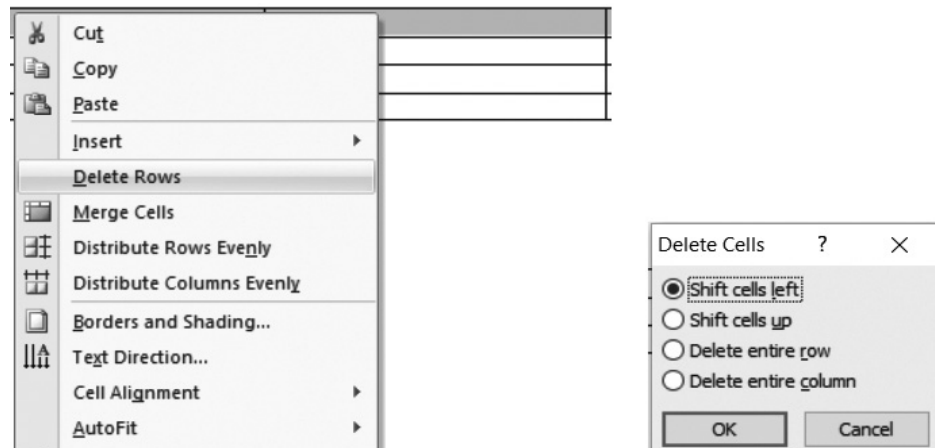 Cut
Copy
Paste
Insert
Delete Rows
Merge Cells
Distribute Rows Evenly
Distribute Columns Evenly
Borders and Shading...
Text Direction...
Cell Alignment
AutoFit
Delete Cells ? X
Shift cells left
Shift cells up
Delete entire row
Delete entire column
OK Cancel